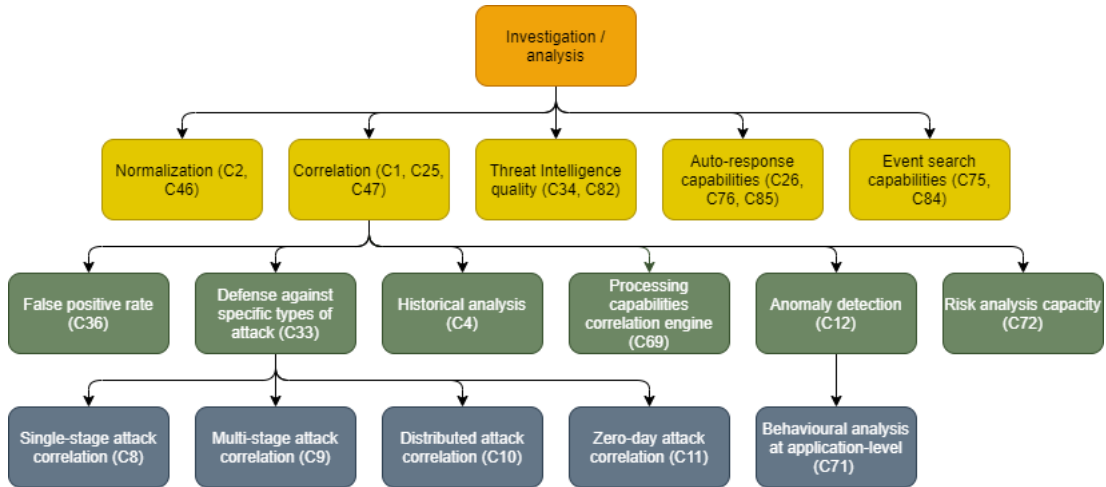 Investigation /
analysis
Normalization (C2,
C46)
Correlation (C1, C25,
C47)
Threat Intelligence
quality (C34, C82)
Auto-response
capabilities (C26,
C76, C85)
Event search
capabilities (C75,
C84)
False positive rate
(C36)
Defense against
specific types of
attack (C33)
Historical analysis
(C4)
Processing
capabilities
correlation engine
(C69)
Anomaly detection
(C12)
Risk analysis capacity
(C72)
Single-stage attack
correlation (C8)
Multi-stage attack
correlation (C9)
Distributed attack
correlation (C10)
Zero-day attack
correlation (C11)
Behavioural analysis
at application-level
(C71)